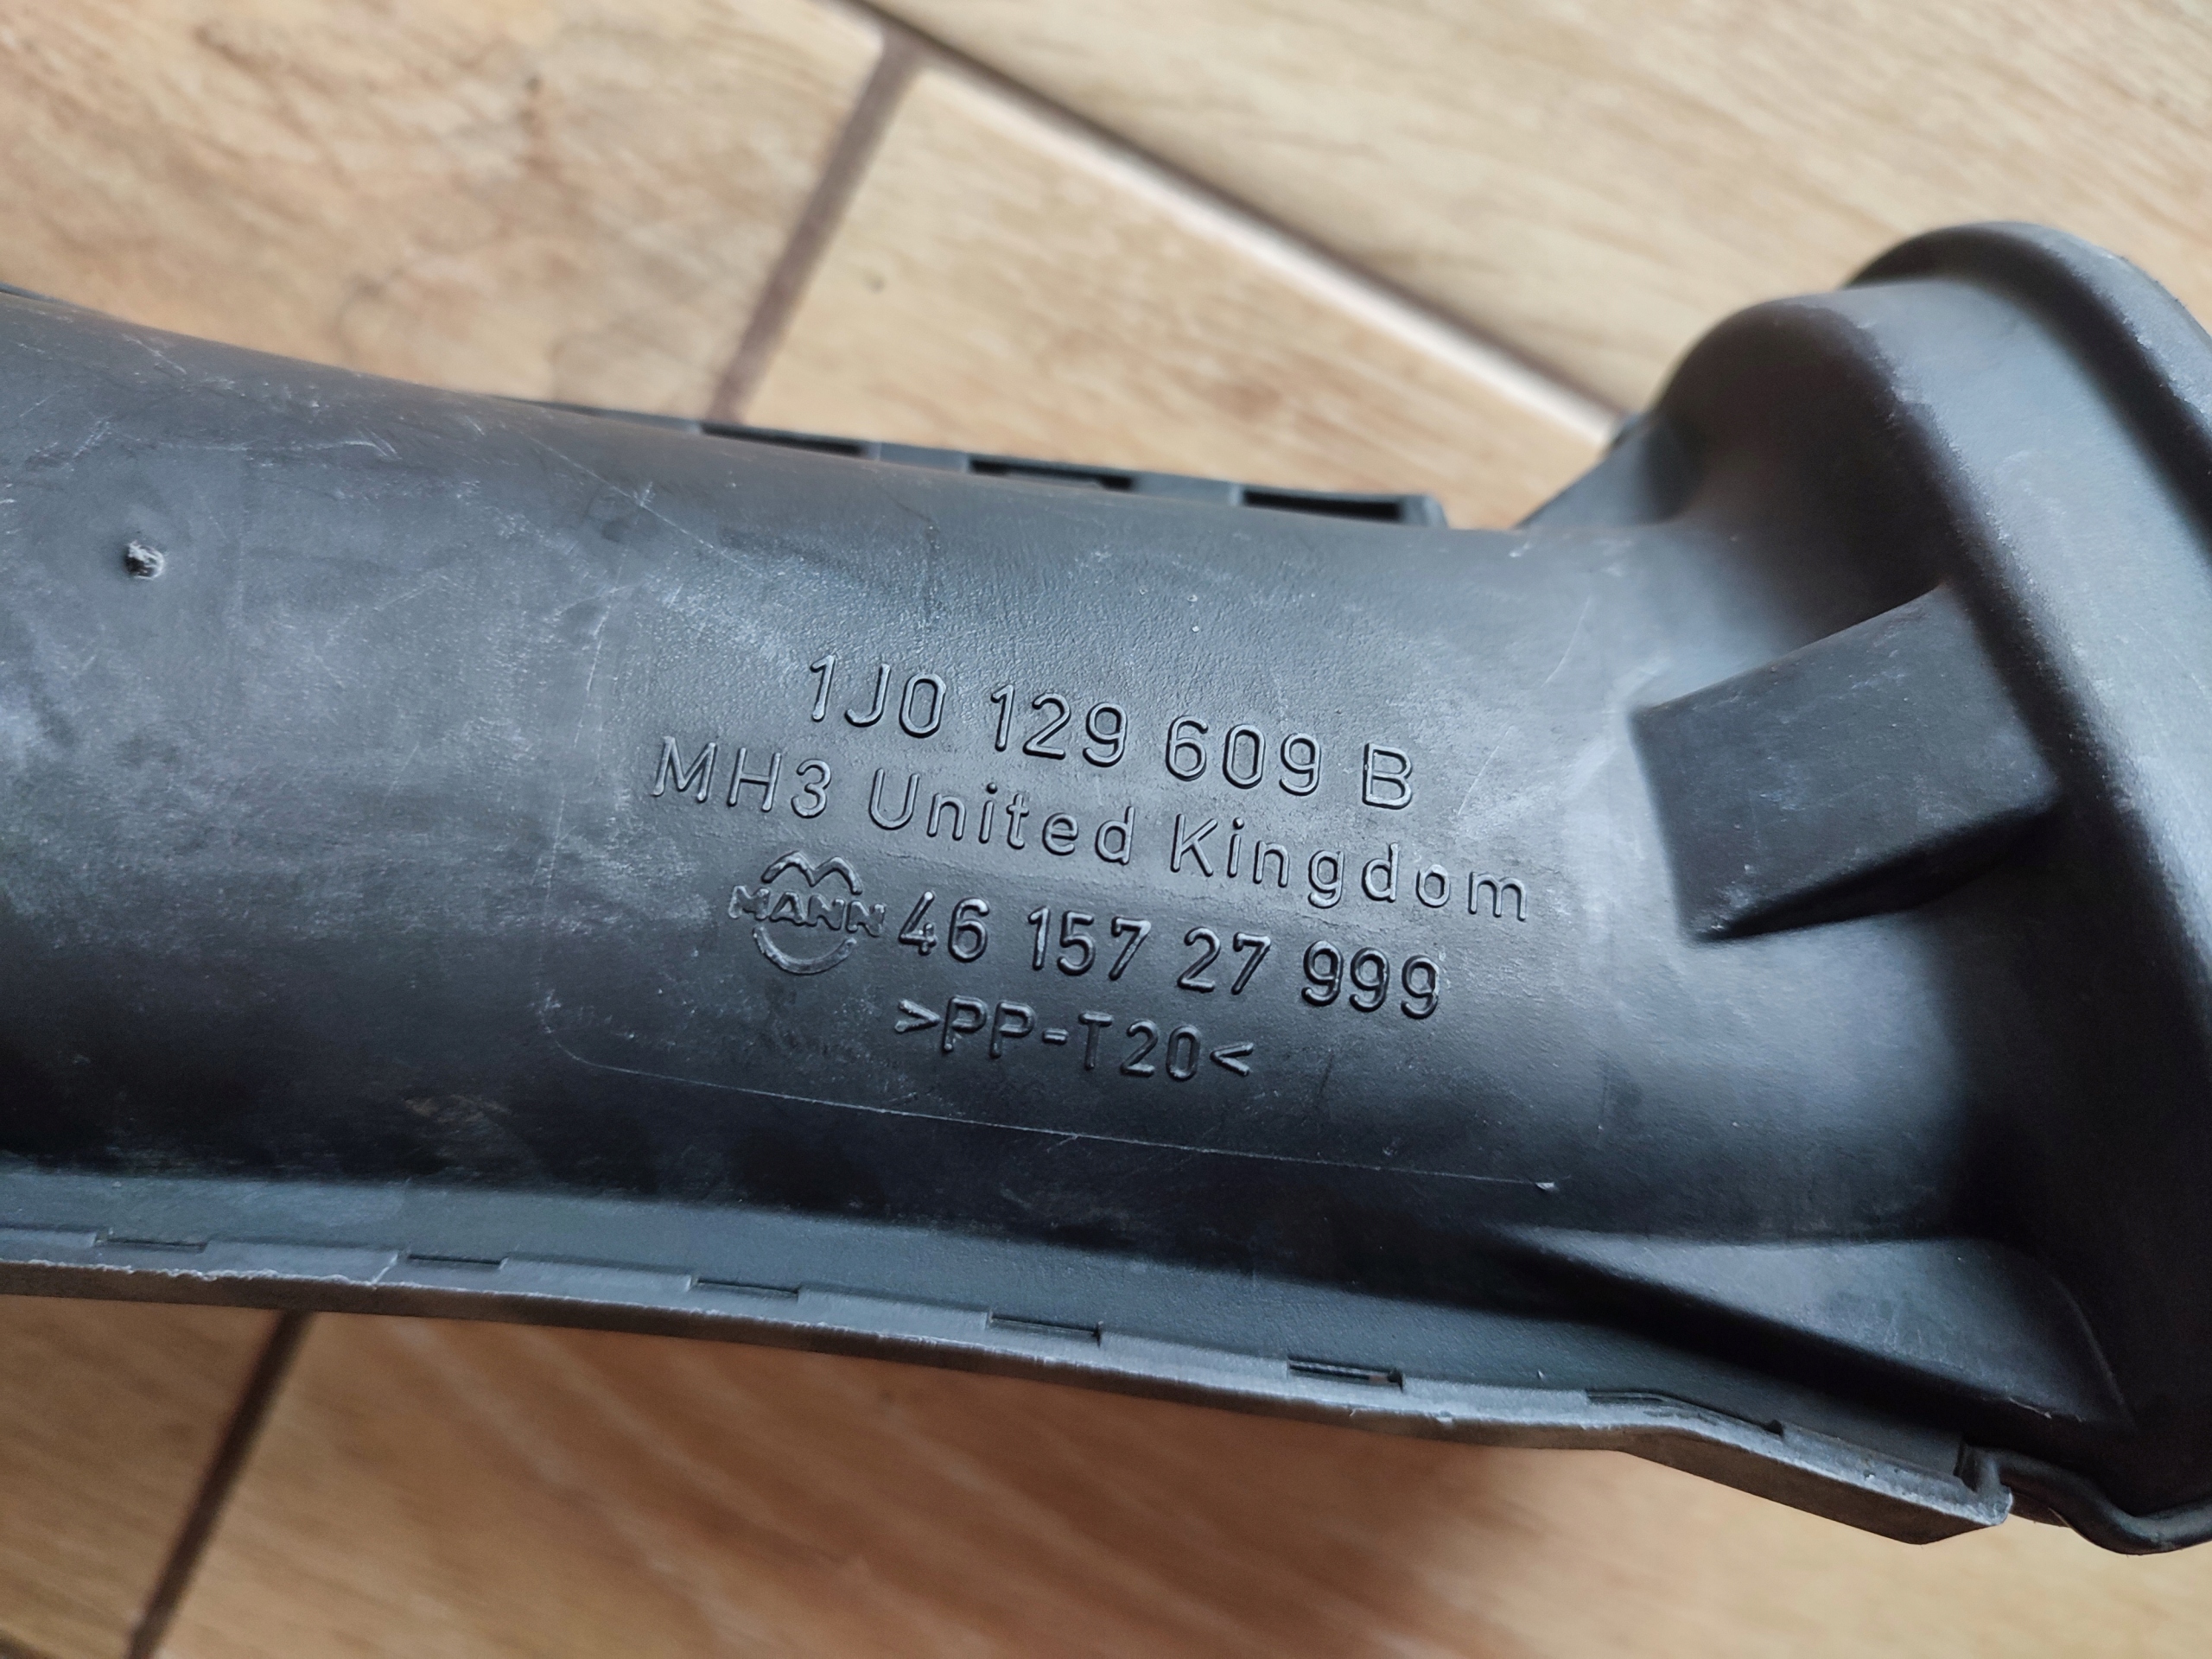 1J0 129 609 B
MH3 United Kingdom
MANN 46 157 27 999
>PP-T20<